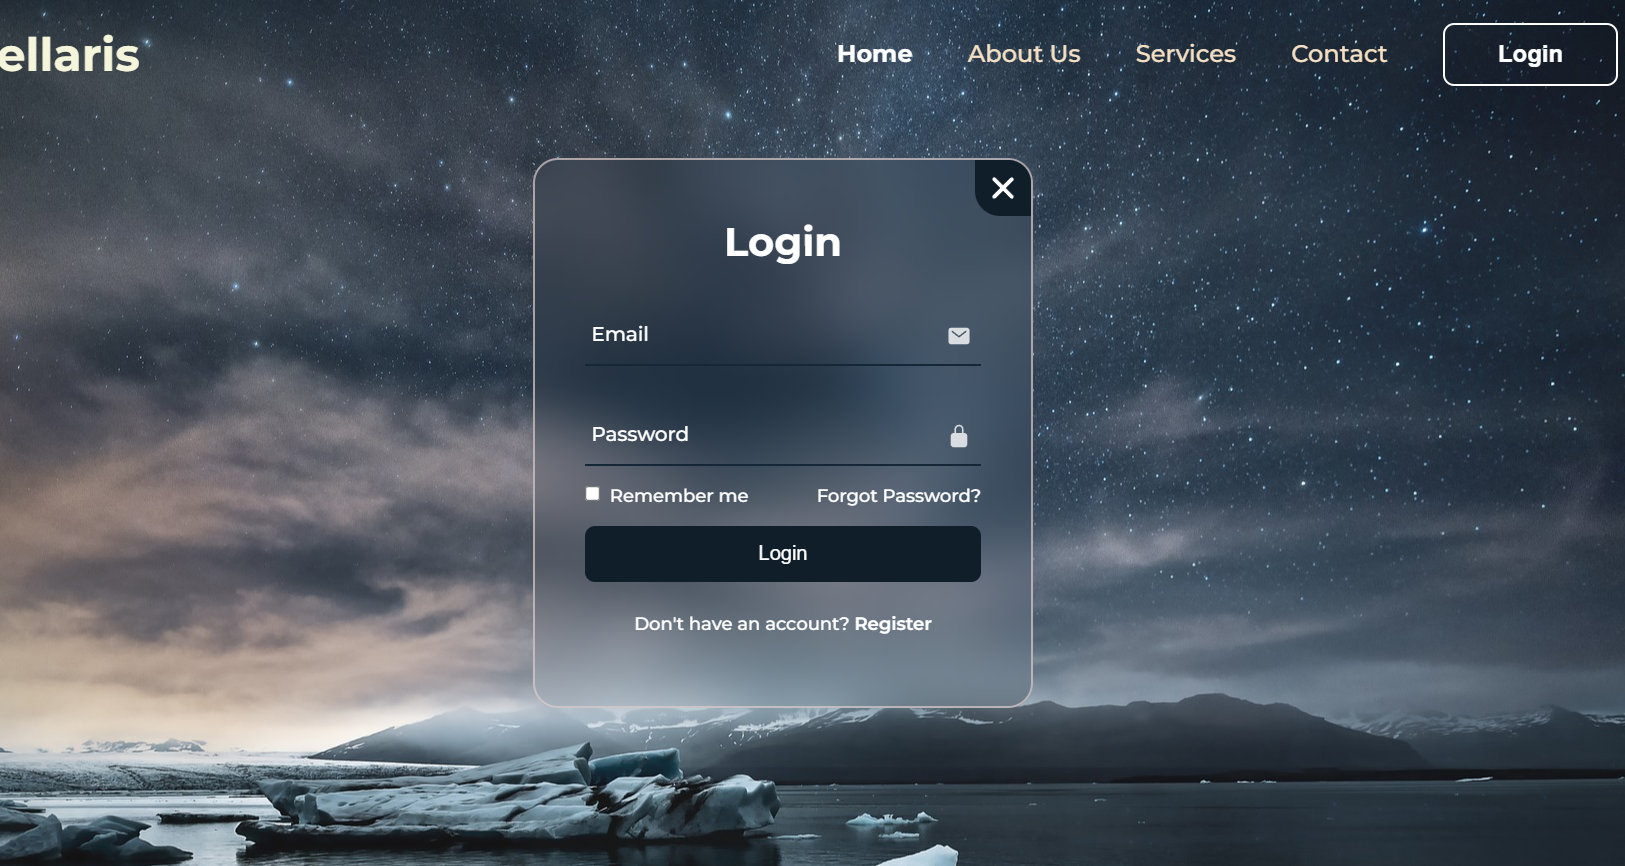 ellaris
Home About Us Services Contact Login
Login
Email
Password
Remember me Forgot Password?
Login
Don't have an account? Register